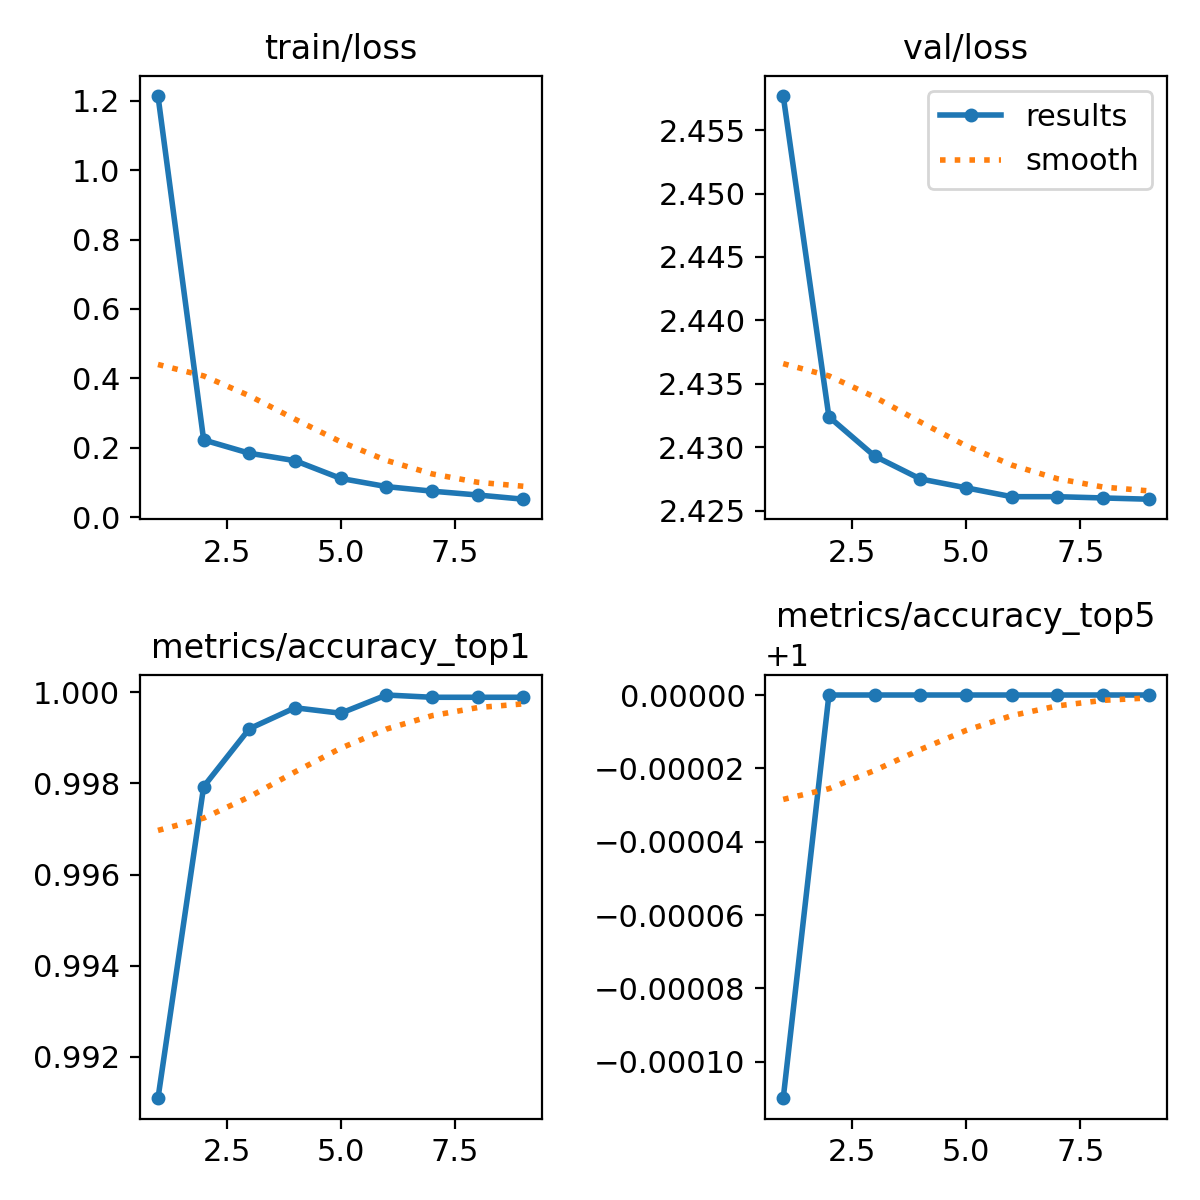 train/loss
1.2
1.0
0.8
0.6
0.4
0.2
0.0
2.5 5.0 7.5
val/loss
results
smooth
2.455
2.450
2.445
2.440
2.435
2.430
2.425
2.5 5.0 7.5
metrics/accuracy_top1
1.000
0.998
0.996
0.994
0.992
2.5 5.0 7.5
metrics/accuracy_top5
+1
0.00000
−0.00002
−0.00004
−0.00006
−0.00008
−0.00010
2.5 5.0 7.5